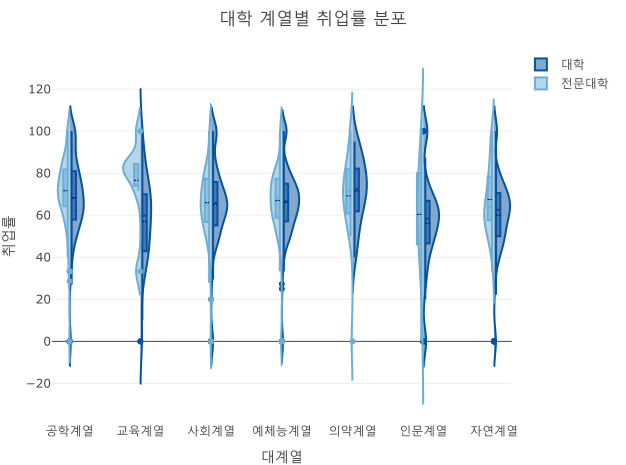 대학 계열별 취업률 분포
대학
전문대학
120
100
80
60
40
20
0
−20
취업률
공학계열 교육계열 사회계열 예체능계열 의약계열 인문계열 자연계열
대계열